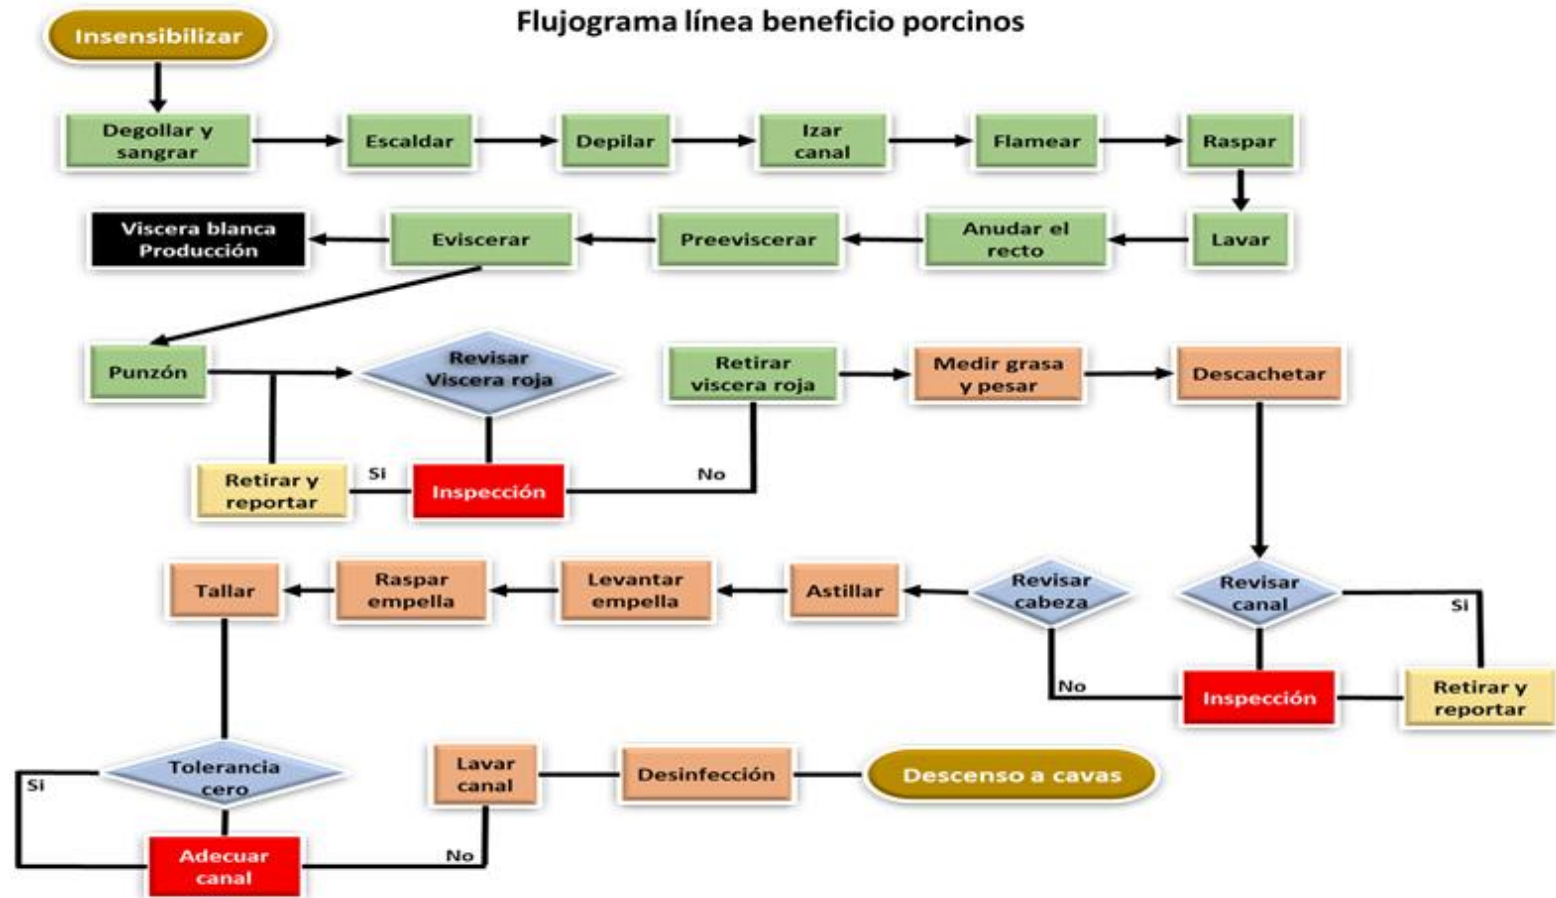 Flujograma línea beneficio porcinos
Insensibilizar
Degollar y
sangrar
Escaldar
Depilar
Izar
canal
Flamear
Raspar
Viscera blanca
Producción
Eviscerar
Preeviscerar
Anudar el
recto
Lavar
Punzón
Revisar
Viscera roja
Retirar
viscera roja
Medir grasa
y pesar
Descachetar
Retirar y
reportar
Si
Inspección
No
Tallar
Raspar
empella
Levantar
empella
Astillar
Revisar
cabeza
Revisar
canal
Si
No
Inspección
Retirar y
reportar
Tolerancia
cero
Si
Lavar
canal
Desinfección
Descenso a cavas
Adecuar
canal
No